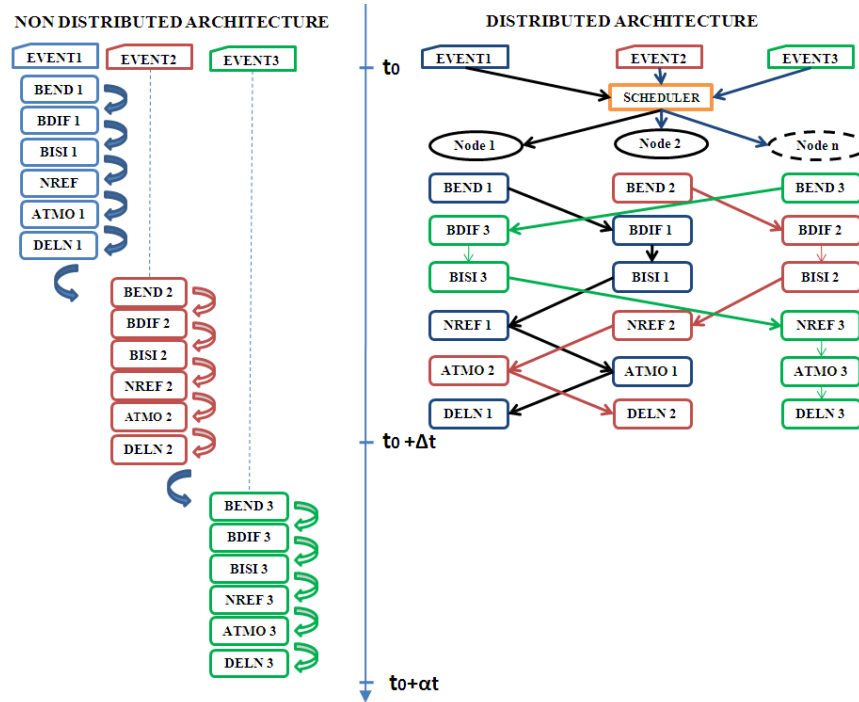 NON DISTRIBUTED ARCHITECTURE
EVENT1
EVENT2
EVENT3
BEND 1
BDIF 1
BISI 1
NREF
ATMO 1
DELN 1
BEND 2
BDIF 2
BISI 2
NREF 2
ATMO 2
DELN 2
BEND 3
BDIF 3
BISI 3
NREF 3
ATMO 3
DELN 3
t0
t0 +Δt
t0+αt
DISTRIBUTED ARCHITECTURE
EVENT1
EVENT2
EVENT3
SCHEDULER
Node 1
Node 2
Node n
BEND 1
BEND 2
BEND 3
BDIF 3
BDIF 1
BDIF 2
BISI 3
BISI 1
BISI 2
NREF 1
NREF 2
NREF 3
ATMO 2
ATMO 1
ATMO 3
DELN 1
DELN 2
DELN 3